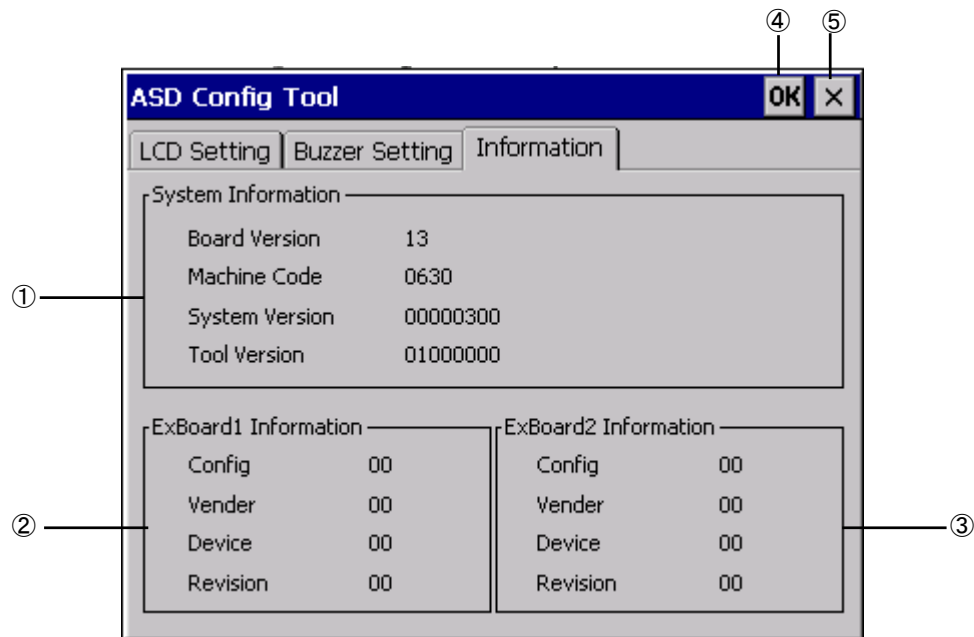 ④ ⑤
ASD Config Tool OK ×
LCD Setting Buzzer Setting Information
System Information
Board Version 13
Machine Code 0630
①
System Version 00000300
Tool Version 01000000
ExBoard1 Information ExBoard2 Information
Config 00 Config 00
Vender 00 Vender 00
② ③
Device 00 Device 00
Revision 00 Revision 00